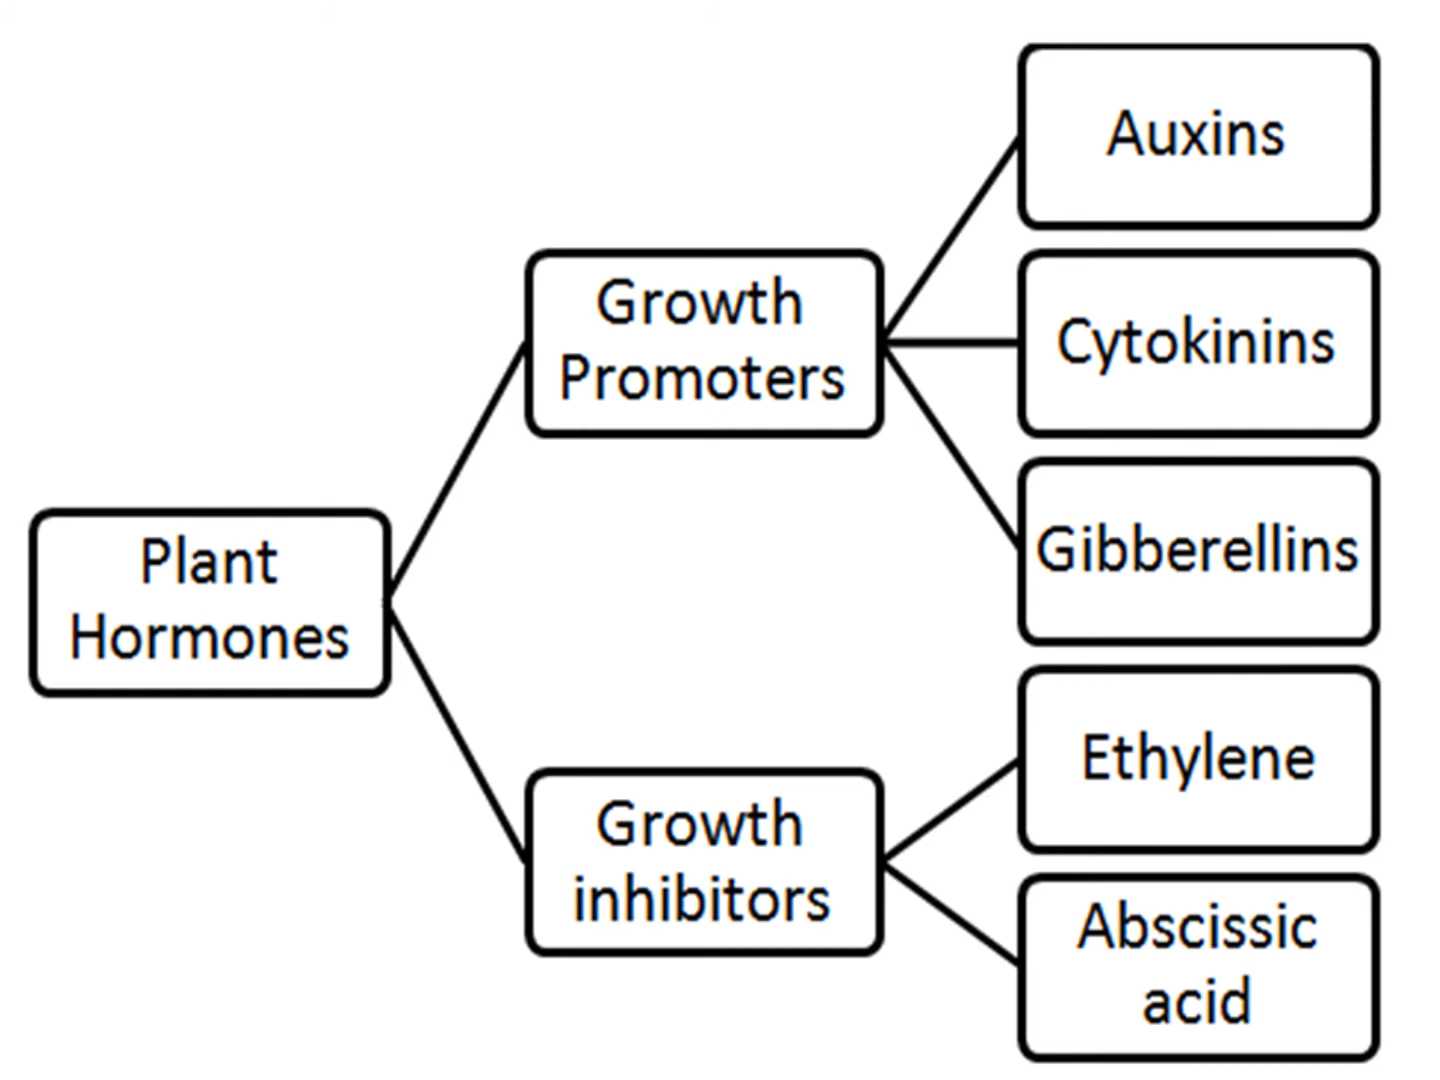 Plant
Hormones
Growth
Promoters
Growth
inhibitors
Auxins
Cytokinins
Gibberellins
Ethylene
Abscissic
acid